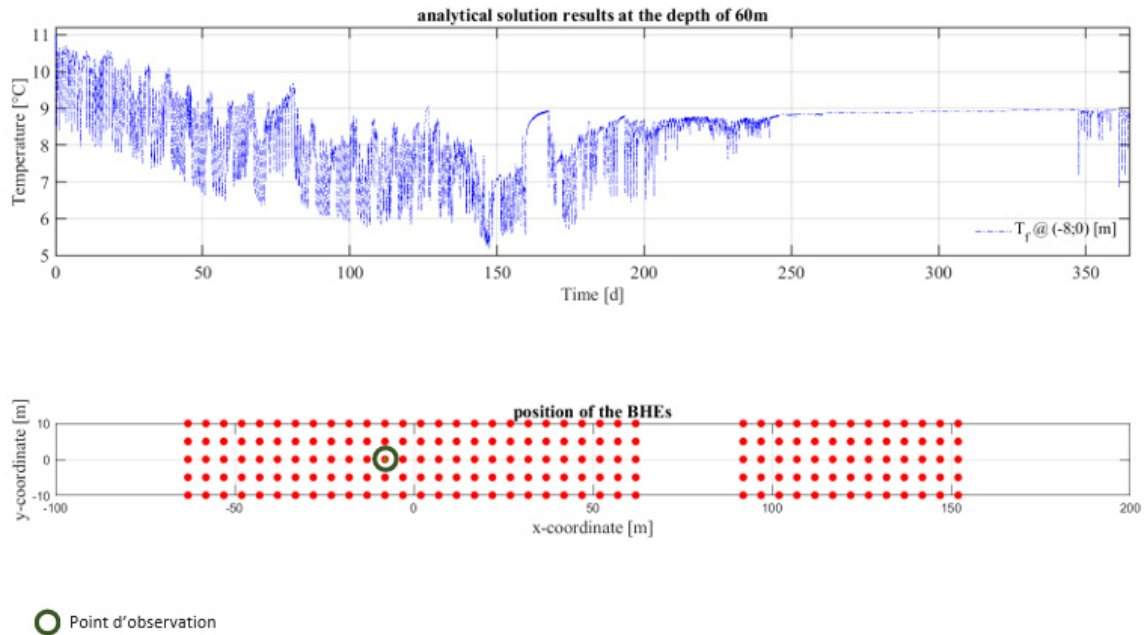 analytical solution results at the depth of 60m
Temperature [°C]
11
10
9
8
7
6
5
T_f @ (-8;0) [m]
0 50 100 150 200 250 300 350
Time [d]
position of the BHEs
y-coordinate [m]
10
0
-10
-100 -50 0 50 100 150 200
x-coordinate [m]
Point d'observation